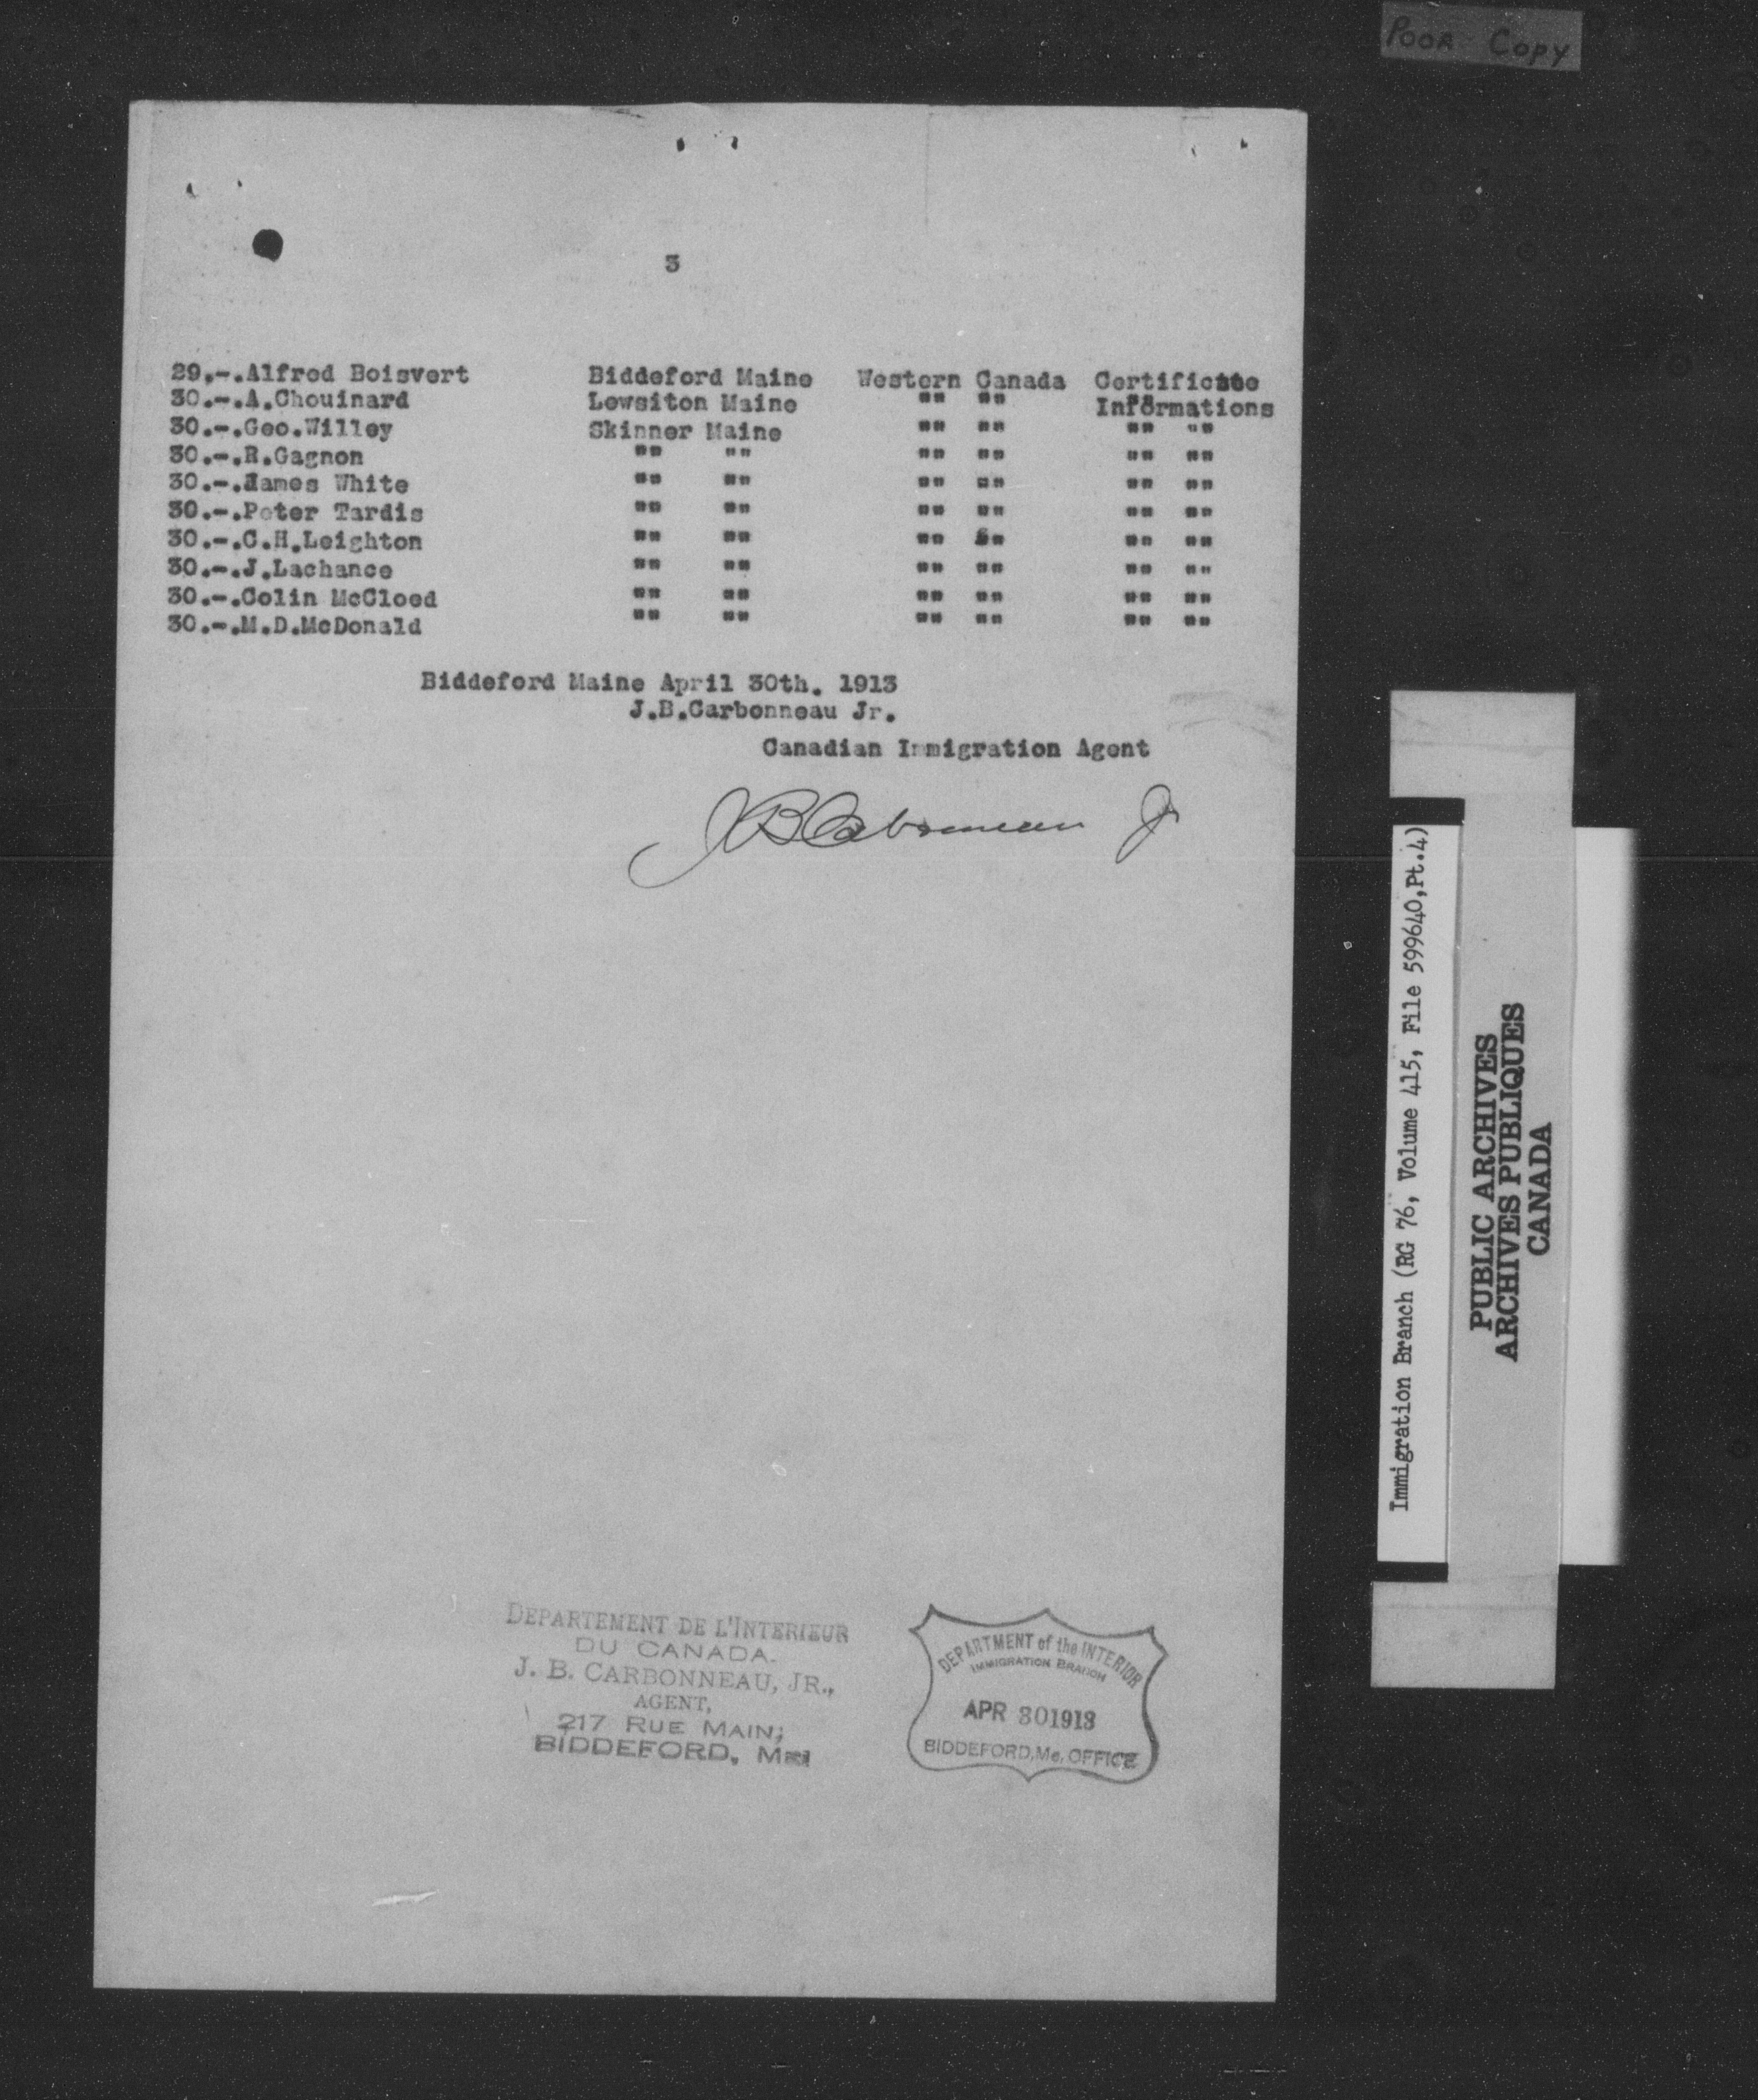 POOR COPY
3
29.-.Alfred Boisvert Biddeford Maine Western Canada Certificate
30.-.A.Chouinard Lewsiton Maine "" "" Informations
30.-.Geo.Willey Skinner Maine "" "" "" ""
30.-.R.Gagnon "" "" "" "" "" ""
30.-.James White "" "" "" "" "" ""
30.-.Peter Tardis "" "" "" "" "" ""
30.-.C.H.Leighton "" "" "" "" "" ""
30.-.J.Lachance "" "" "" "" "" ""
30.-.Colin McCloed "" "" "" "" "" ""
30.-.M.D.McDonald "" "" "" "" "" ""
Biddeford Maine April 30th. 1913
J.B.Carbonneau Jr.
Canadian Immigration Agent
J B Carbonneau Jr
DEPARTEMENT DE L'INTERIEUR
DU CANADA.
J. B. CARBONNEAU, JR.,
AGENT,
217 RUE MAIN;
BIDDEFORD,
DEPARTMENT of the INTERIOR
IMMIGRATION BRANCH
APR 30 1913
BIDDEFORD, Me. OFFICE
Immigration Branch (RG 76, Volume 415, File 599640,Pt.4)
PUBLIC ARCHIVES
ARCHIVES PUBLIQUES
CANADA